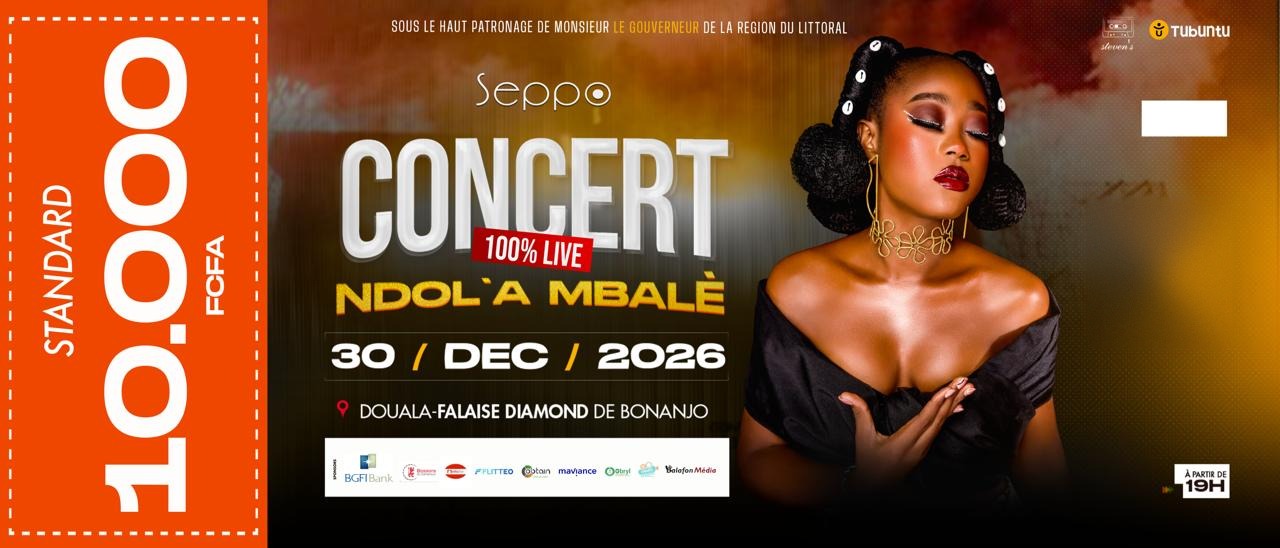 STANDARD
10.000
FCFA
SOUS LE HAUT PATRONAGE DE MONSIEUR LE GOUVERNEUR DE LA REGION DU LITTORAL
steven's
TUBUNTU
Seppo
CONCERT
100% LIVE
NDOL`A MBALÈ
30 / DEC / 2026
DOUALA-FALAISE DIAMOND DE BONANJO
SPONSORS
BGFIBank
FLITTEO
maviance
Balafon Média
À PARTIR DE
19H